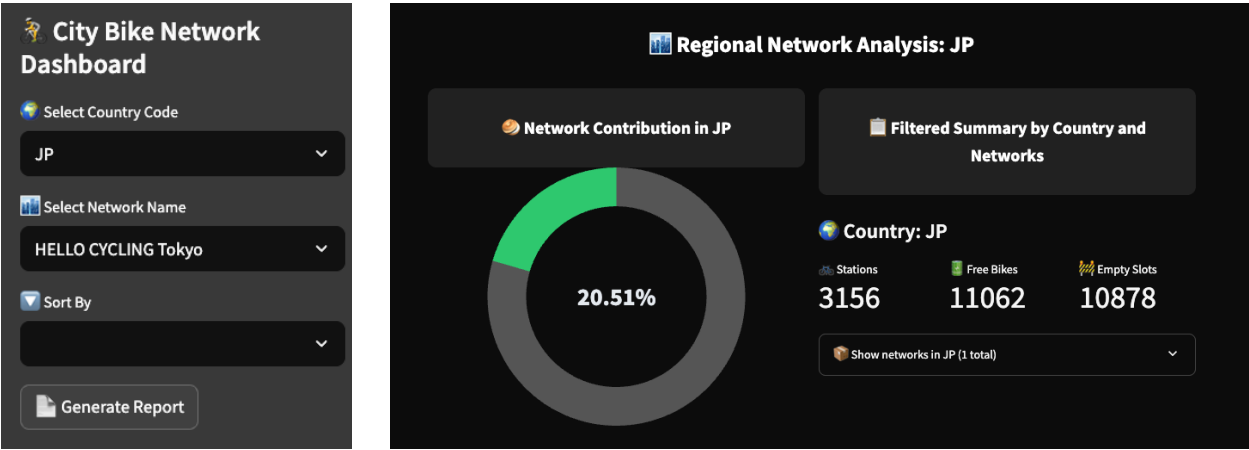 City Bike Network
Dashboard
Select Country Code
JP
Select Network Name
HELLO CYCLING Tokyo
Sort By
Generate Report
Regional Network Analysis: JP
Network Contribution in JP
20.51%
Filtered Summary by Country and
Networks
Country: JP
Stations
Free Bikes
Empty Slots
3156
11062
10878
Show networks in JP (1 total)